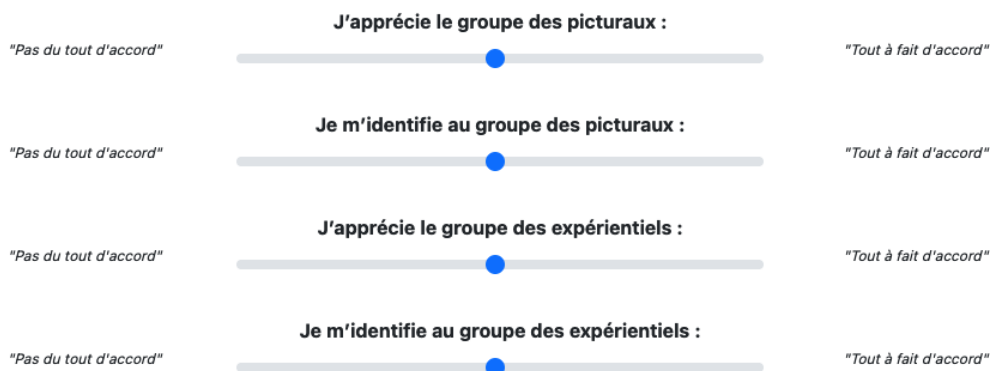 J’apprécie le groupe des picturaux :
"Pas du tout d'accord" "Tout à fait d'accord"
Je m’identifie au groupe des picturaux :
"Pas du tout d'accord" "Tout à fait d'accord"
J’apprécie le groupe des expérientiels :
"Pas du tout d'accord" "Tout à fait d'accord"
Je m’identifie au groupe des expérientiels :
"Pas du tout d'accord" "Tout à fait d'accord"